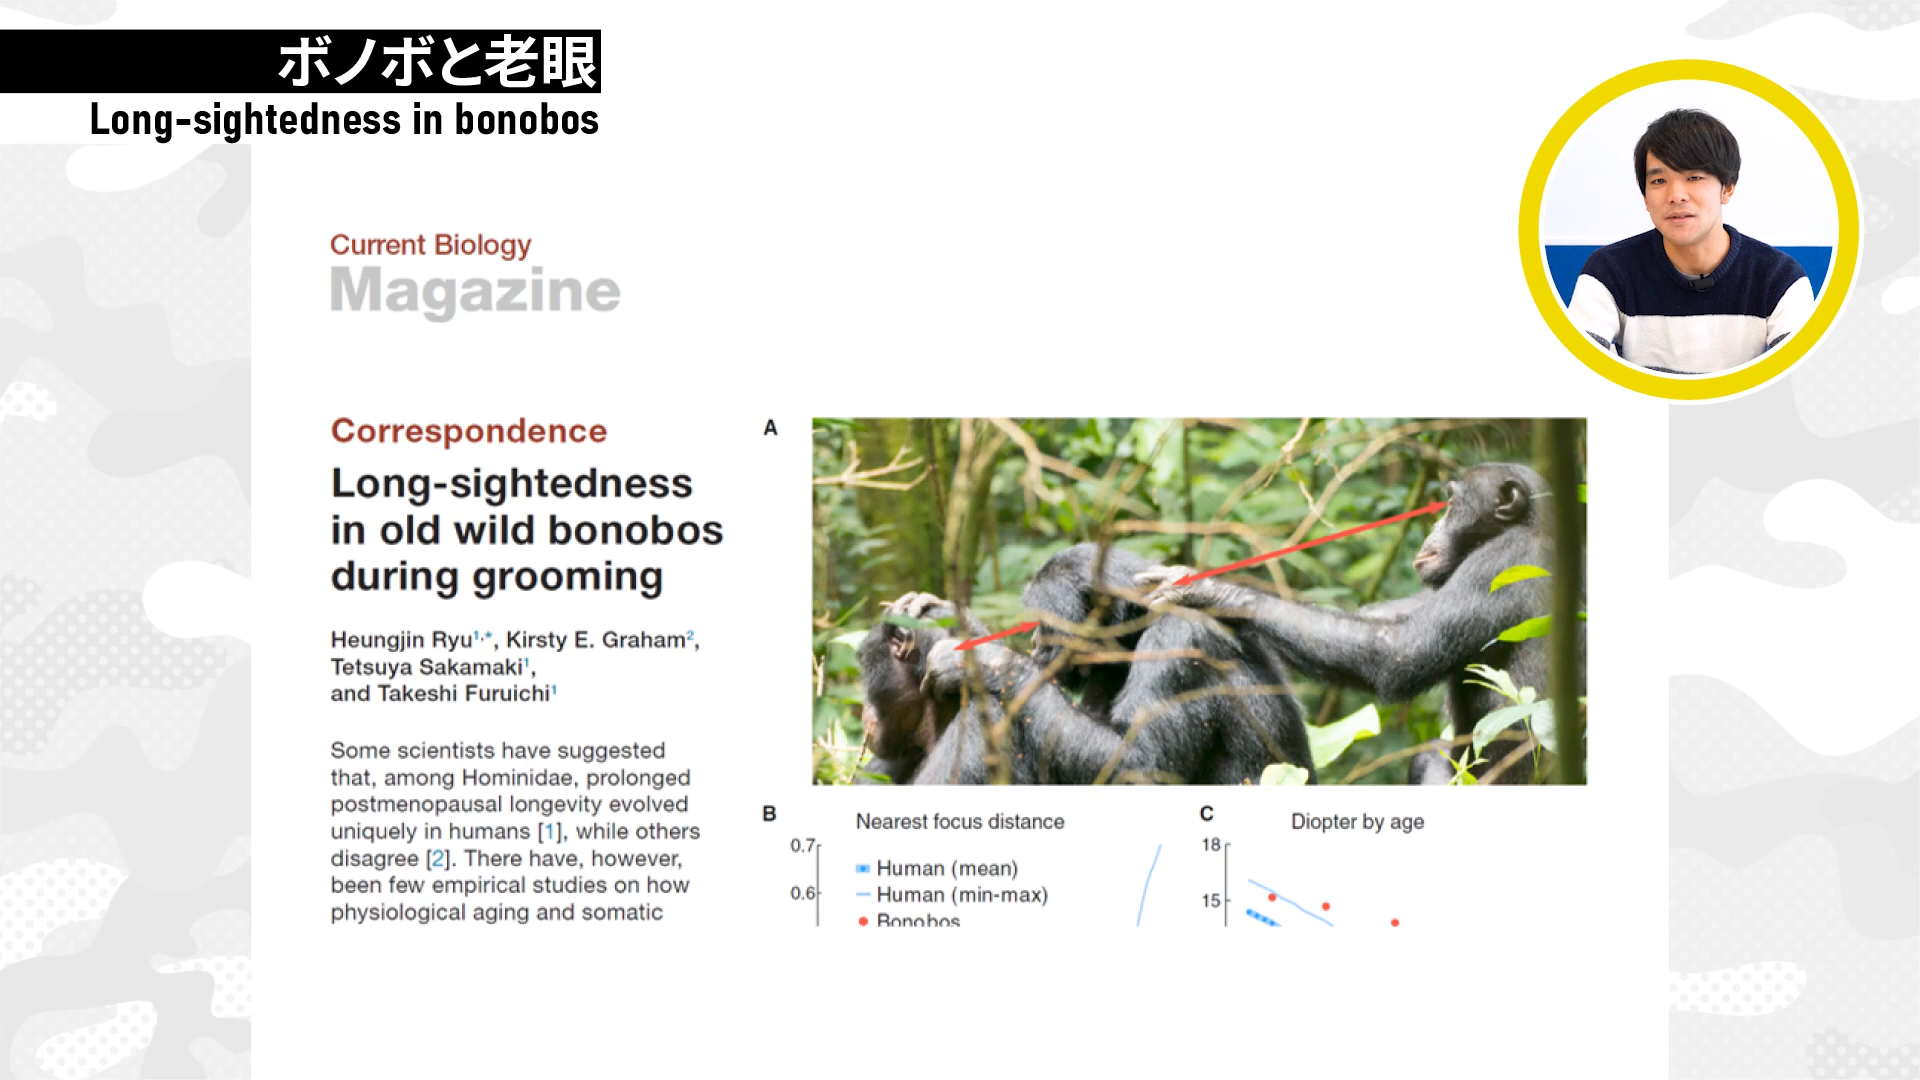 ボノボと老眼
Long-sightedness in bonobos
Current Biology
Magazine
Correspondence
Long-sightedness
in old wild bonobos
during grooming
Heungjin Ryu¹,*, Kirsty E. Graham²,
Tetsuya Sakamaki¹,
and Takeshi Furuichi¹
Some scientists have suggested
that, among Hominidae, prolonged
postmenopausal longevity evolved
uniquely in humans [1], while others
disagree [2]. There have, however,
been few empirical studies on how
physiological aging and somatic
A
B
Nearest focus distance
0.7
0.6
Human (mean)
Human (min-max)
Bonobos
C
Diopter by age
18
15